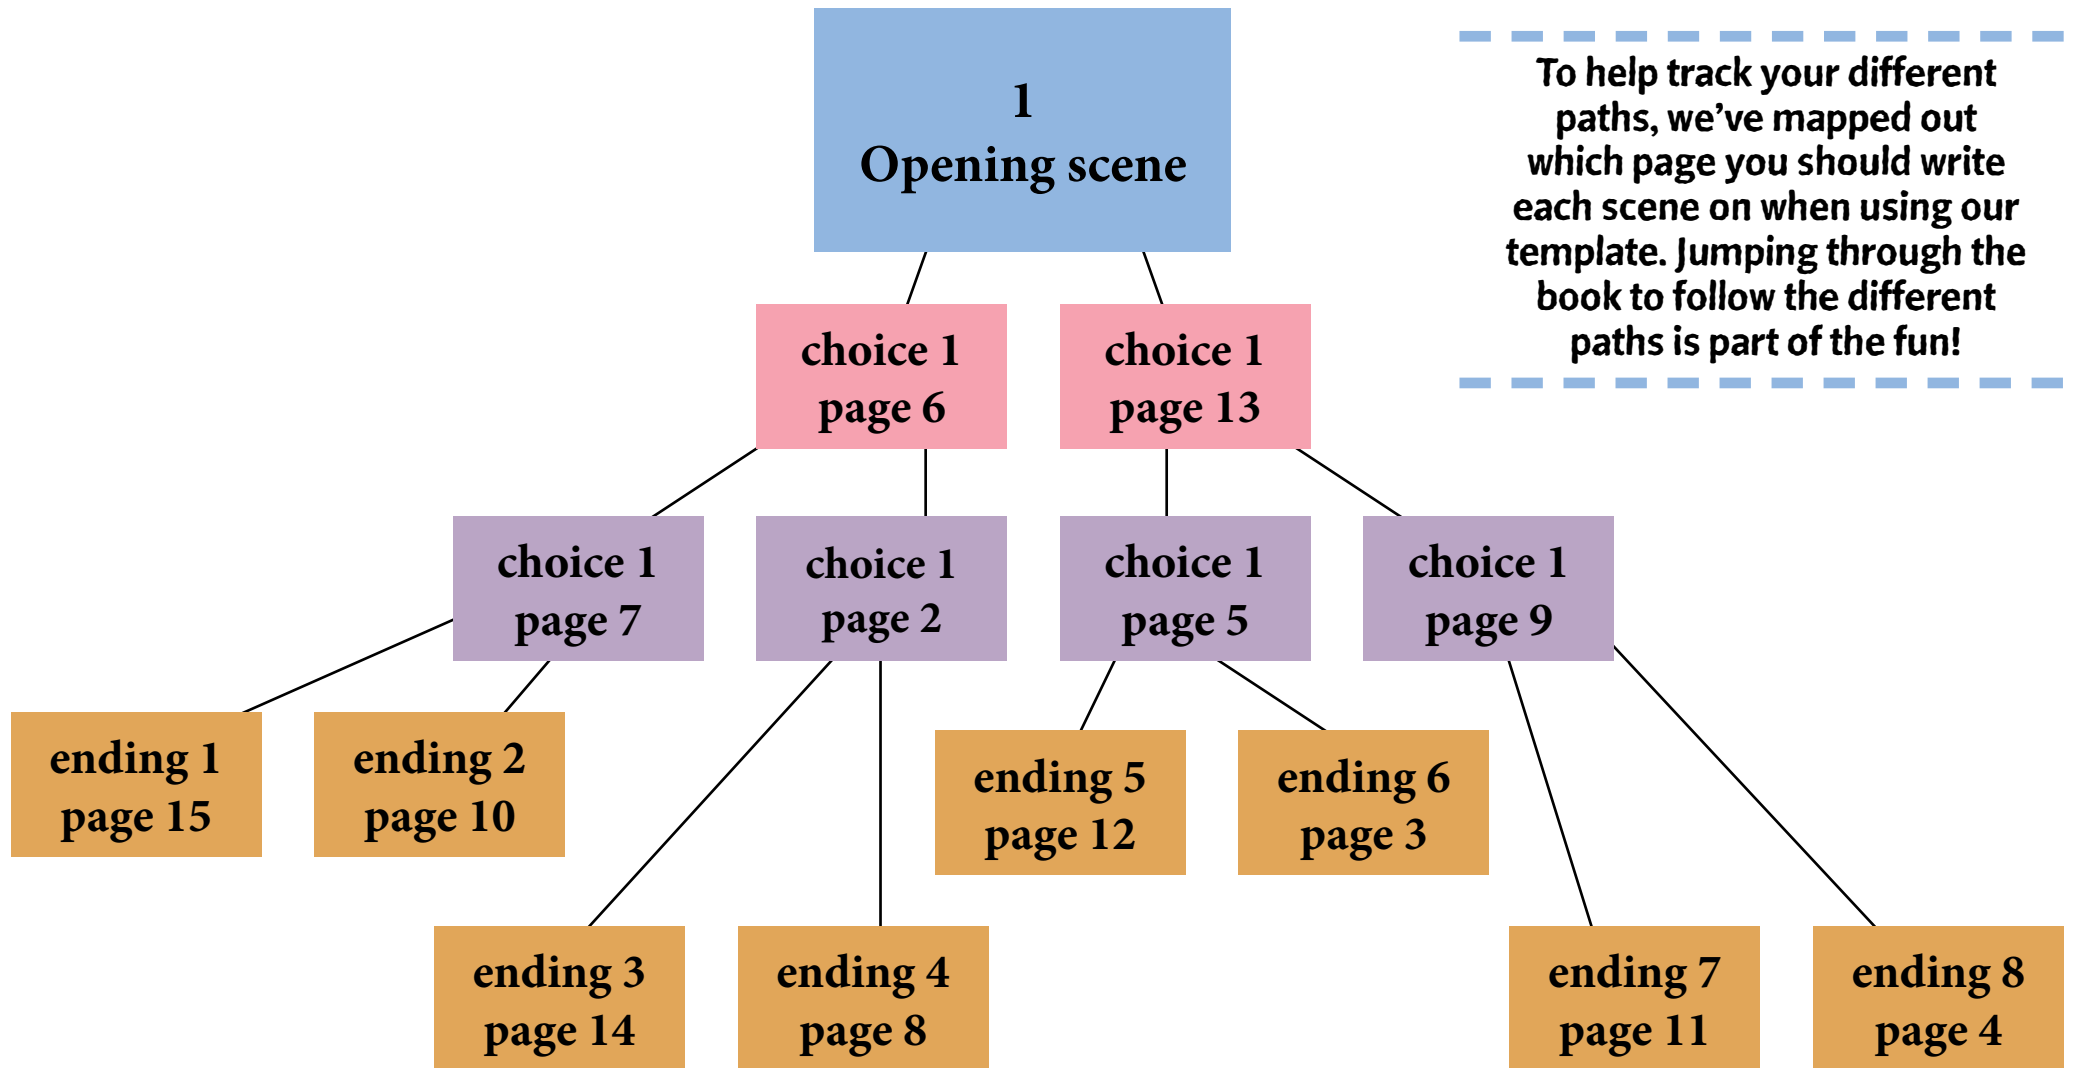 1
Opening scene
To help track your different
paths, we've mapped out
which page you should write
each scene on when using our
template. Jumping through the
book to follow the different
paths is part of the fun!
choice 1
page 6
choice 1
page 13
choice 1
page 7
choice 1
page 2
choice 1
page 5
choice 1
page 9
ending 1
page 15
ending 2
page 10
ending 5
page 12
ending 6
page 3
ending 3
page 14
ending 4
page 8
ending 7
page 11
ending 8
page 4